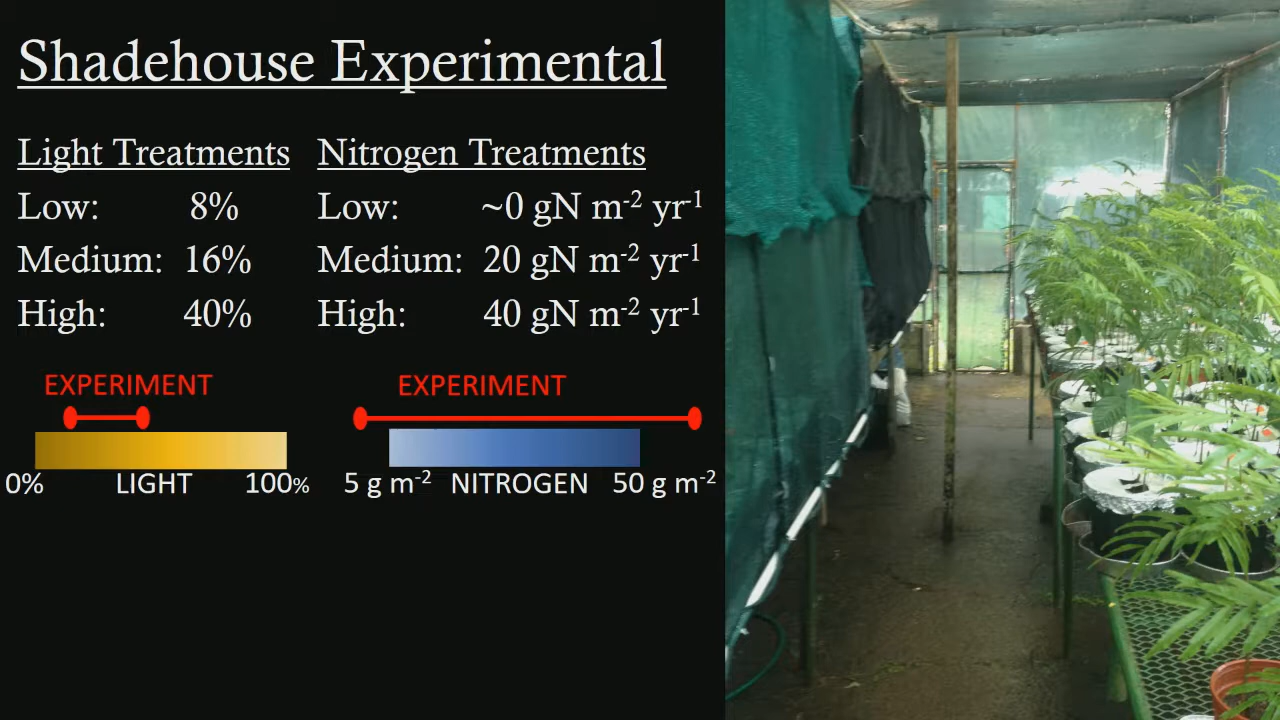 Shadehouse Experimental
Light Treatments Nitrogen Treatments
Low: 8% Low: ~0 gN m⁻² yr⁻¹
Medium: 16% Medium: 20 gN m⁻² yr⁻¹
High: 40% High: 40 gN m⁻² yr⁻¹
EXPERIMENT EXPERIMENT
0% LIGHT 100% 5 g m⁻² NITROGEN 50 g m⁻²